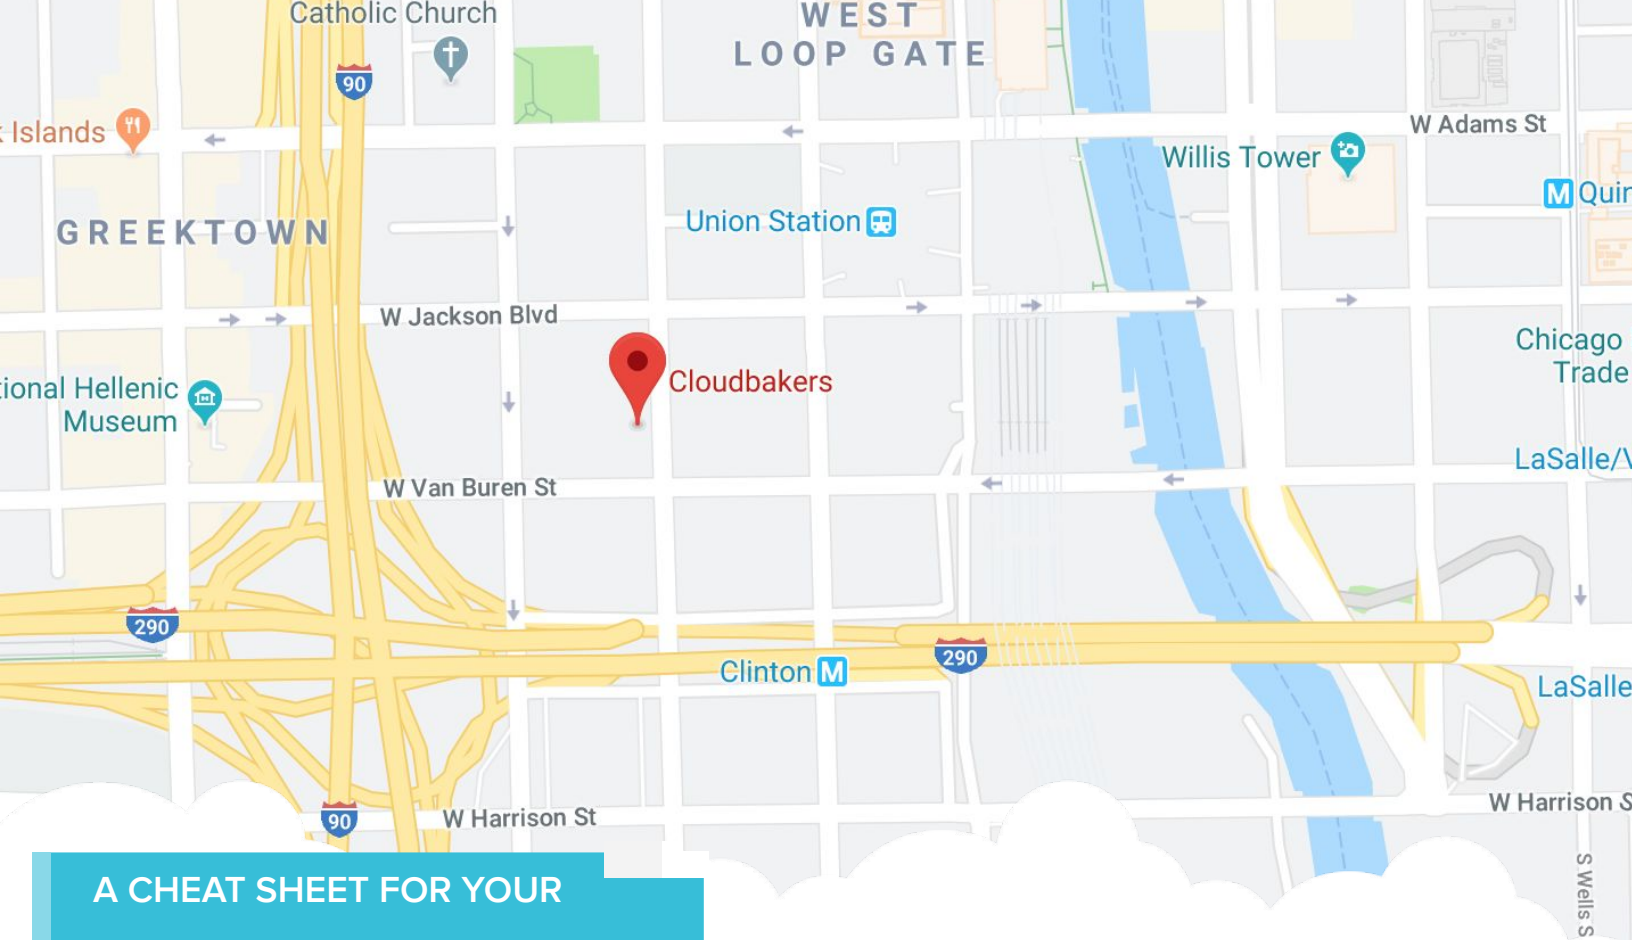 Catholic Church
WEST
LOOP GATE
90
Islands
W Adams St
Willis Tower
M
GREEKTOWN
Union Station
W Jackson Blvd
Chicago
Trade
Cloudbakers
Hellenic
Museum
LaSalle/
W Van Buren St
290
290
Clinton M
LaSalle
W Harrison
90
W Harrison St
S Wells S
A CHEAT SHEET FOR YOUR